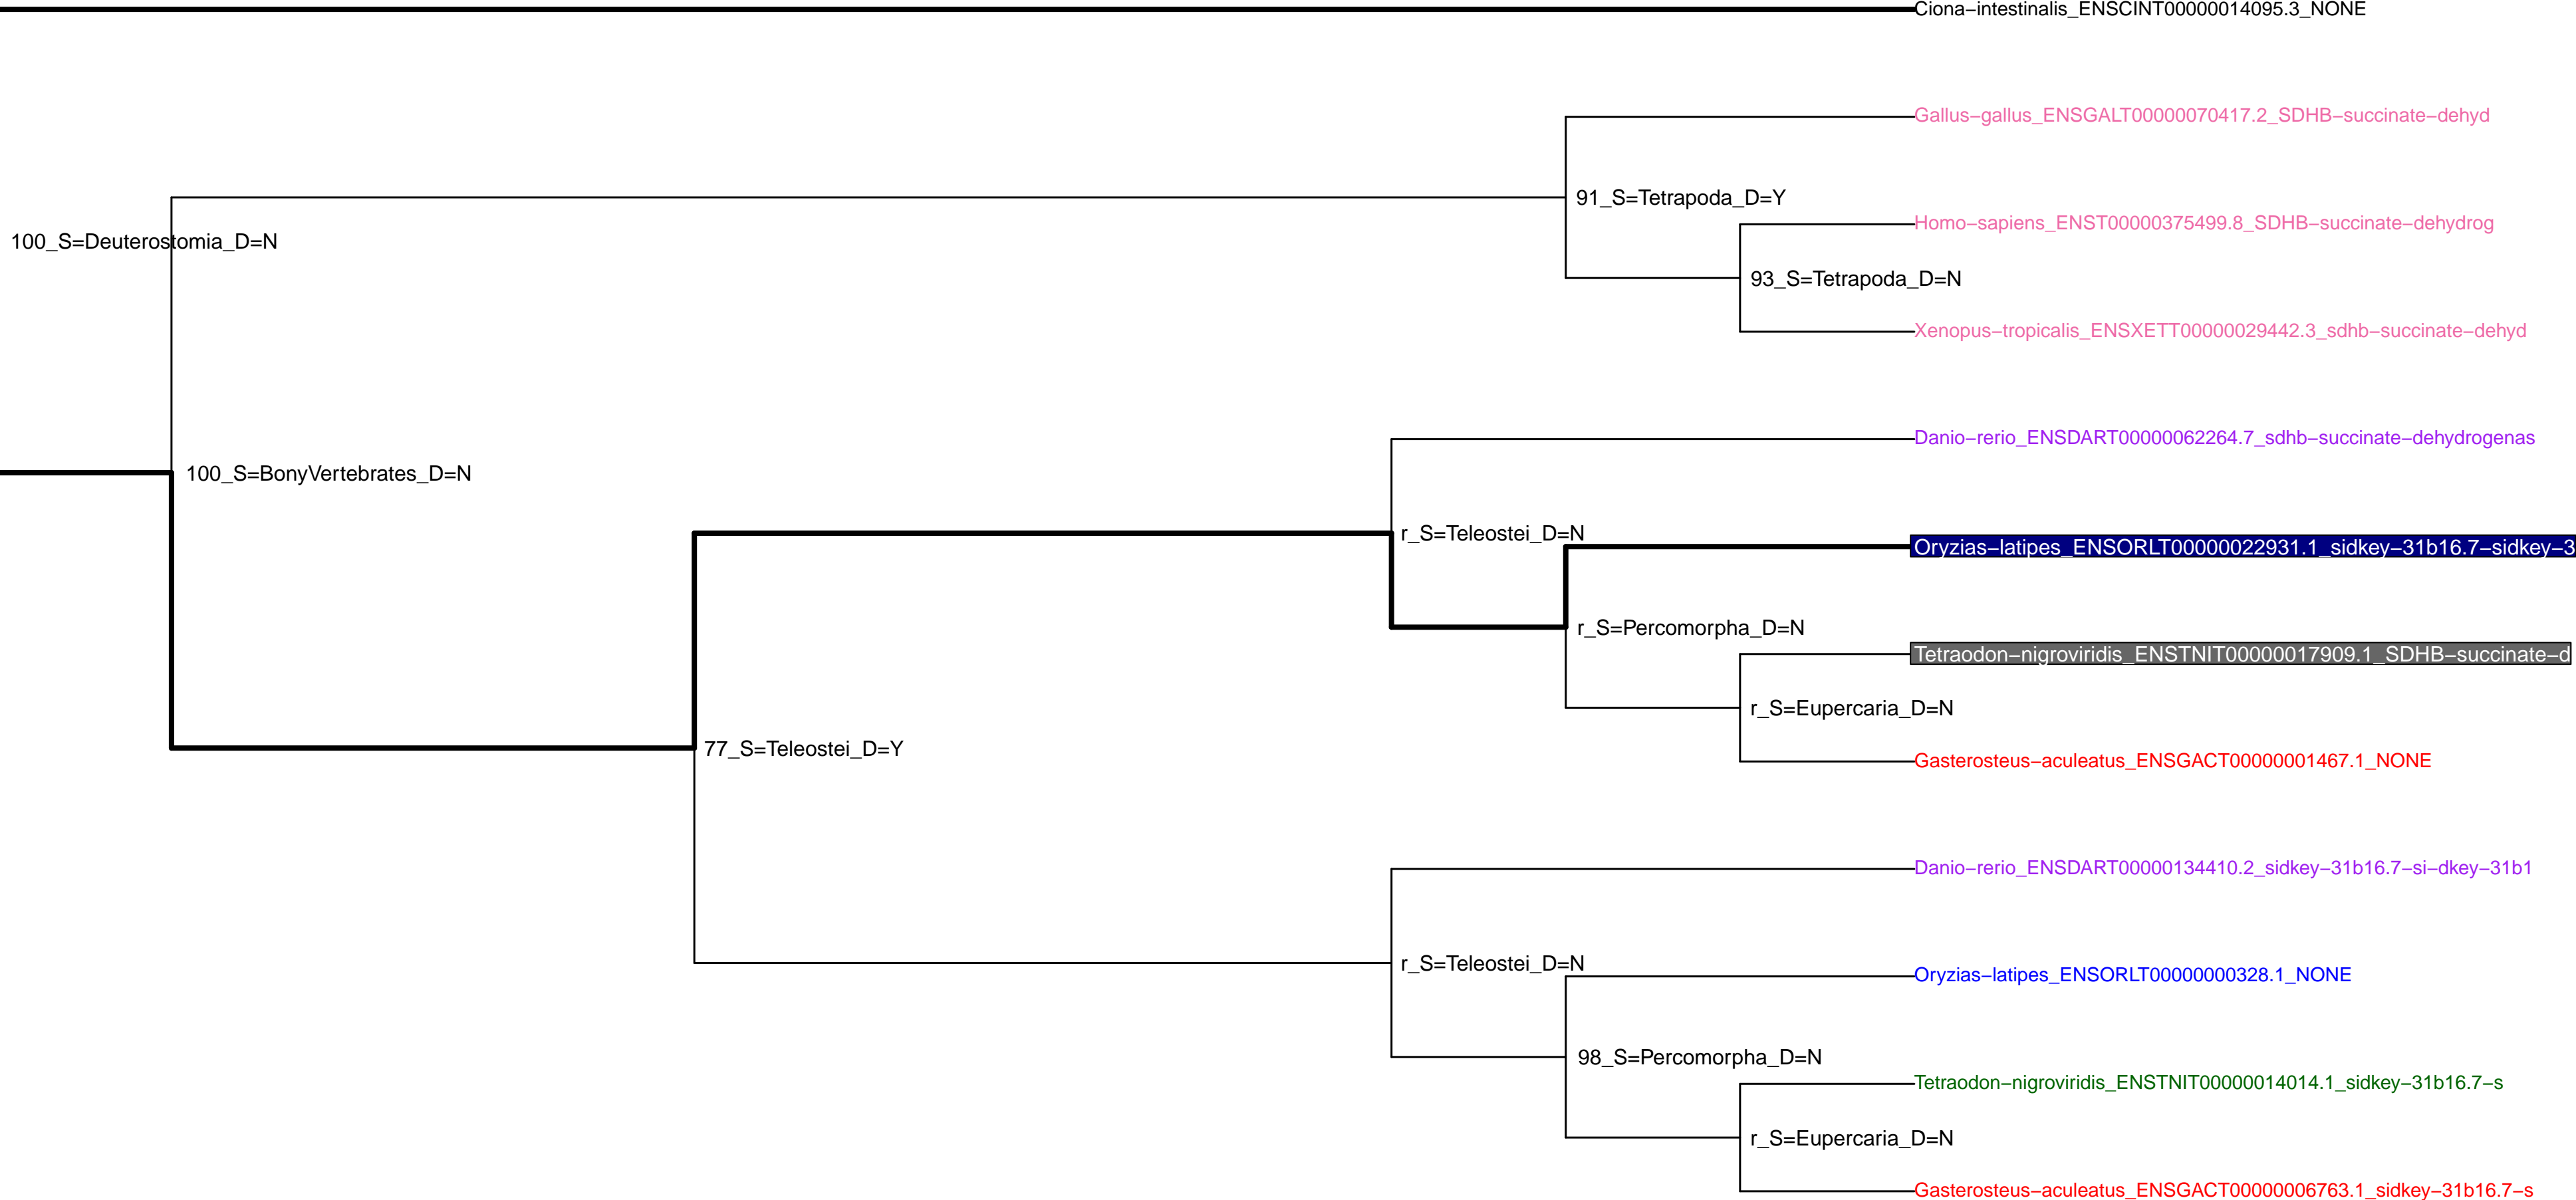 Ciona−intestinalis_ENSCINT00000014095.3_NONE
Gallus−gallus_ENSGALT00000070417.2_SDHB−succinate−dehyd
91_S=Tetrapoda_D=Y
Homo−sapiens_ENST00000375499.8_SDHB−succinate−dehydrog
100_S=Deuterostomia_D=N
93_S=Tetrapoda_D=N
Xenopus−tropicalis_ENSXETT00000029442.3_sdhb−succinate−dehyd
Danio−rerio_ENSDART00000062264.7_sdhb−succinate−dehydrogenas
100_S=BonyVertebrates_D=N
r_S=Teleostei_D=N
Oryzias−latipes_ENSORLT00000022931.1_sidkey−31b16.7−sidkey−3
r_S=Percomorpha_D=N
Tetraodon−nigroviridis_ENSTNIT00000017909.1_SDHB−succinate−d
r_S=Eupercaria_D=N
77_S=Teleostei_D=Y
Gasterosteus−aculeatus_ENSGACT00000001467.1_NONE
Danio−rerio_ENSDART00000134410.2_sidkey−31b16.7−si−dkey−31b1
r_S=Teleostei_D=N
Oryzias−latipes_ENSORLT00000000328.1_NONE
98_S=Percomorpha_D=N
Tetraodon−nigroviridis_ENSTNIT00000014014.1_sidkey−31b16.7−s
r_S=Eupercaria_D=N
Gasterosteus−aculeatus_ENSGACT00000006763.1_sidkey−31b16.7−s